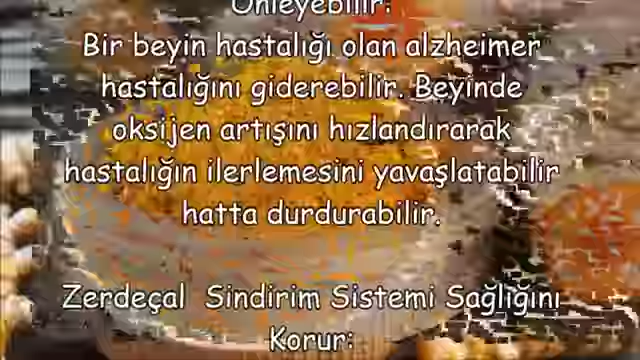 Önleyebilir:
Bir beyin hastalığı olan alzheimer
hastalığını giderebilir. Beyinde
oksijen artışını hızlandırarak
hastalığın ilerlemesini yavaşlatabilir
hatta durdurabilir.
Zerdeçal Sindirim Sistemi Sağlığını
Korur: